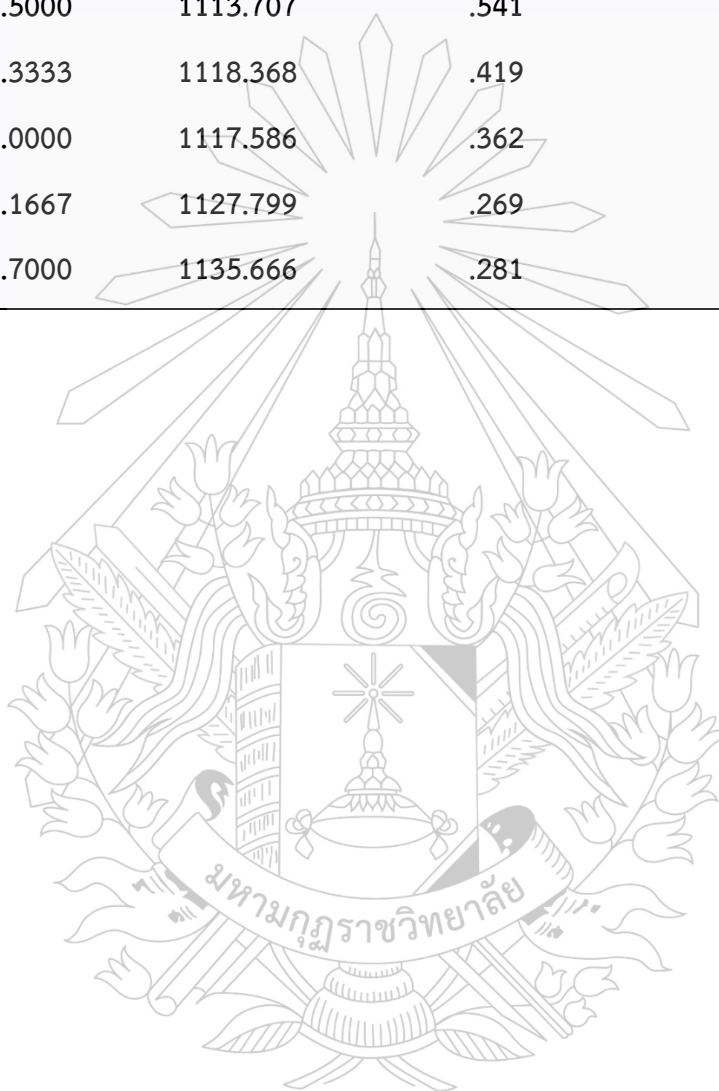 .5000 1113.707 .541
.3333 1118.368 .419
.0000 1117.586 .362
.1667 1127.799 .269
.7000 1135.666 .281
มหามกุฏราชวิทยาลัย